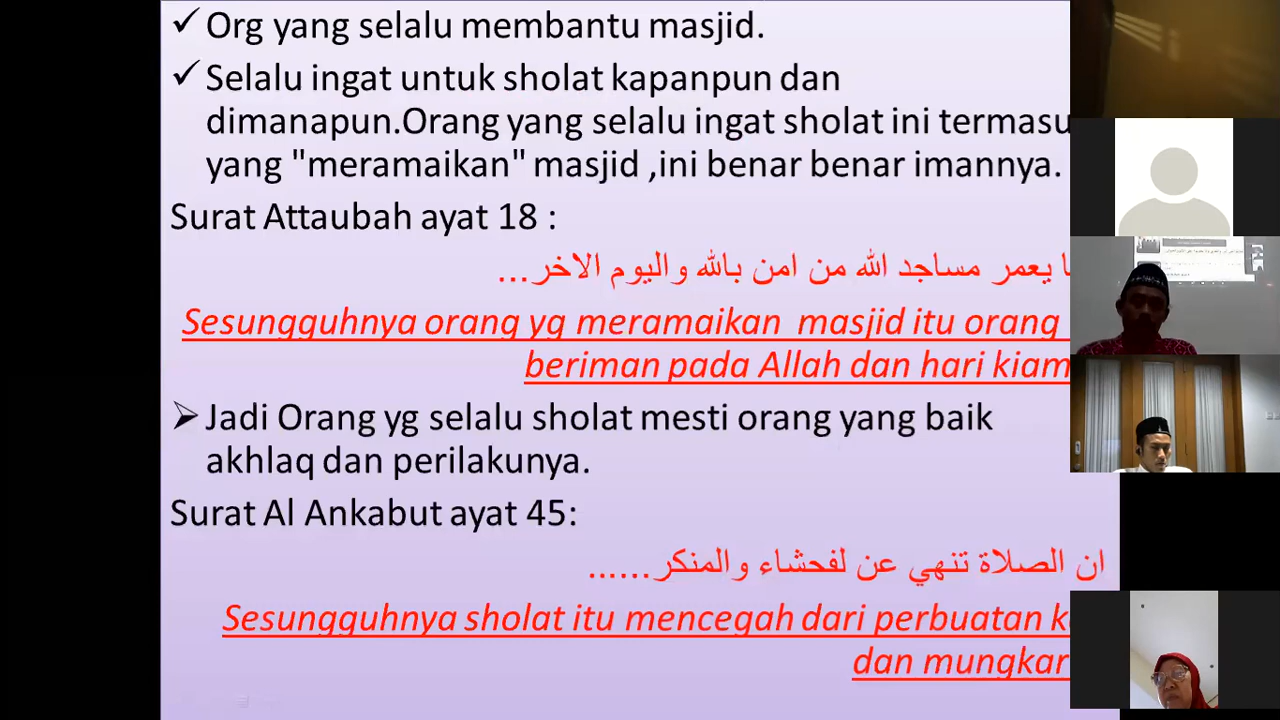 ✓ Org yang selalu membantu masjid.
✓ Selalu ingat untuk sholat kapanpun dan
dimanapun.Orang yang selalu ingat sholat ini
yang "meramaikan" masjid ,ini benar benar imannya.
Surat Attaubah ayat 18 :
يعمر مساجد الله من امن بالله واليوم الاخر...
Sesungguhnya orang yg meramaikan masjid itu orang
beriman pada Allah dan hari
➢ Jadi Orang yg selalu sholat mesti orang yang baik
akhlaq dan perilakunya.
Surat Al Ankabut ayat 45:
ان الصلاة تنهي عن لفحشاء والمنكر......
Sesungguhnya sholat itu mencegah dari perbuatan
dan mungkar